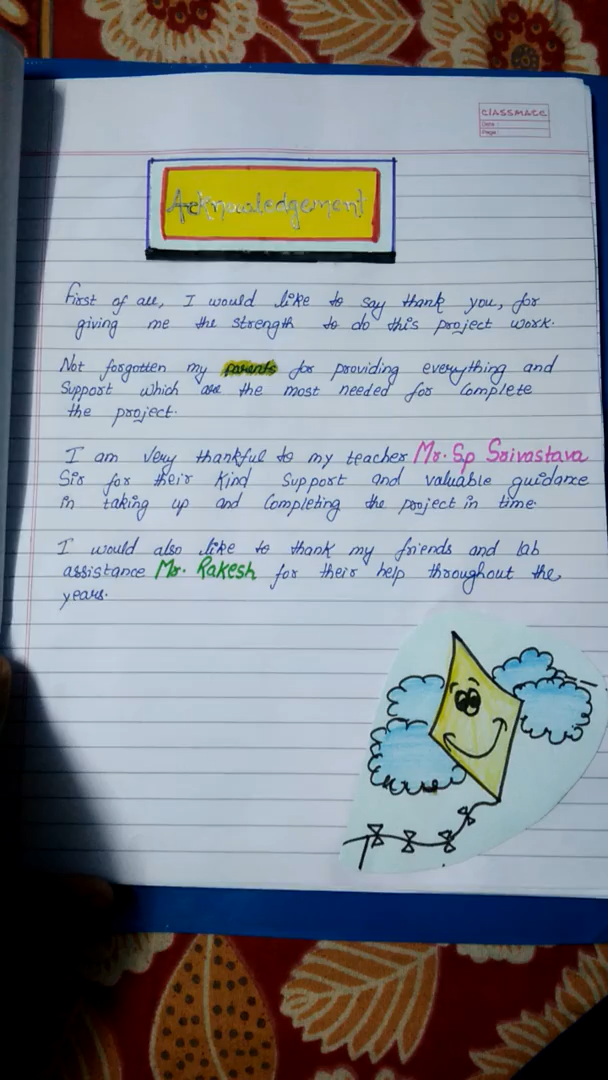 CLASSMATE
Date :
Page :
Acknowledgement
First of all, I would like to say thank you, for
giving me the strength to do this project work.
Not forgotten my parents for providing everything and
Support which are the most needed for complete
the project.
I am very thankful to my teacher Mr. Sp Srivastava
Sir for their kind support and valuable guidance
in taking up and completing the project in time.
I would also like to thank my friends and lab
assistance Mr. Rakesh for their help throughout the
years.